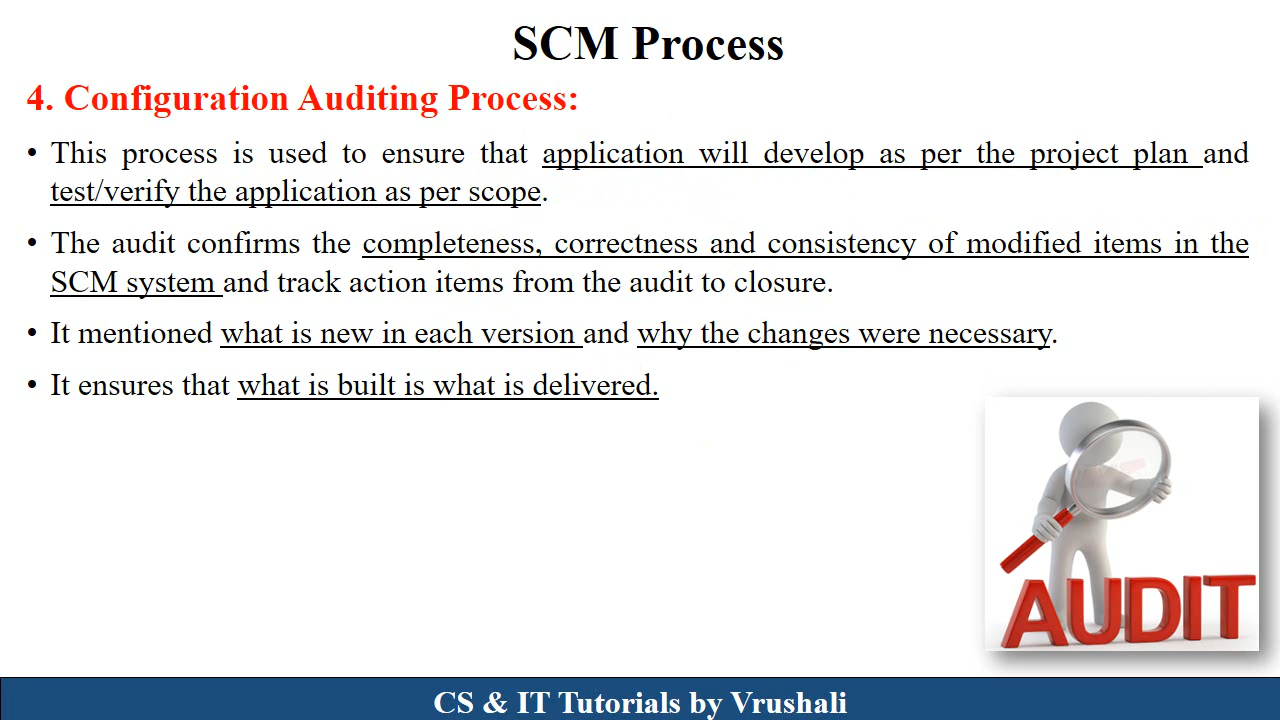 SCM Process
4. Configuration Auditing Process:
• This process is used to ensure that application will develop as per the project plan and
test/verify the application as per scope.
• The audit confirms the completeness, correctness and consistency of modified items in the
SCM system and track action items from the audit to closure.
• It mentioned what is new in each version and why the changes were necessary.
• It ensures that what is built is what is delivered.
AUDIT
CS & IT Tutorials by Vrushali